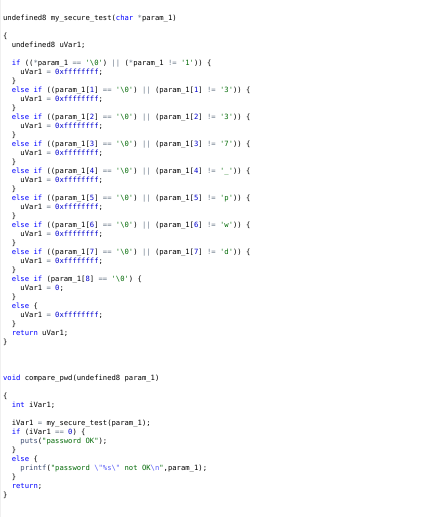 undefined8 my_secure_test(char *param_1)
{
  undefined8 uVar1;
  if ((*param_1 == '\0') || (*param_1 != '1')) {
    uVar1 = 0xffffffff;
  }
  else if ((param_1[1] == '\0') || (param_1[1] != '3')) {
    uVar1 = 0xffffffff;
  }
  else if ((param_1[2] == '\0') || (param_1[2] != '3')) {
    uVar1 = 0xffffffff;
  }
  else if ((param_1[3] == '\0') || (param_1[3] != '7')) {
    uVar1 = 0xffffffff;
  }
  else if ((param_1[4] == '\0') || (param_1[4] != '_')) {
    uVar1 = 0xffffffff;
  }
  else if ((param_1[5] == '\0') || (param_1[5] != 'p')) {
    uVar1 = 0xffffffff;
  }
  else if ((param_1[6] == '\0') || (param_1[6] != 'w')) {
    uVar1 = 0xffffffff;
  }
  else if ((param_1[7] == '\0') || (param_1[7] != 'd')) {
    uVar1 = 0xffffffff;
  }
  else if (param_1[8] == '\0') {
    uVar1 = 0;
  }
  else {
    uVar1 = 0xffffffff;
  }
  return uVar1;
}
void compare_pwd(undefined8 param_1)
{
  int iVar1;
  iVar1 = my_secure_test(param_1);
  if (iVar1 == 0) {
    puts("password OK");
  }
  else {
    printf("password \"%s\" not OK\n",param_1);
  }
  return;
}